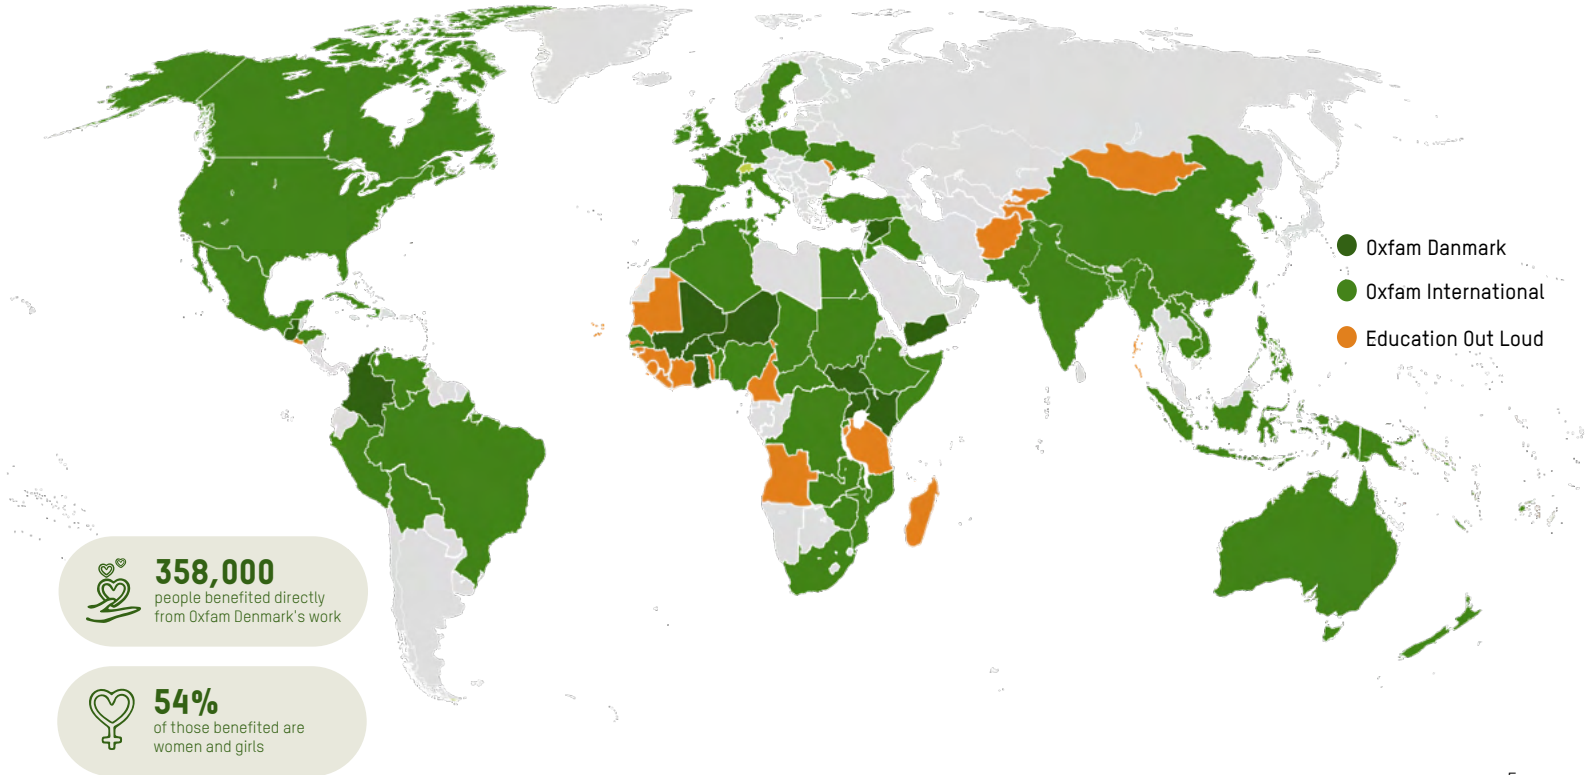 Oxfam Danmark
Oxfam International
Education Out Loud
358,000
people benefited directly
from Oxfam Denmark's work
54%
of those benefited are
women and girls